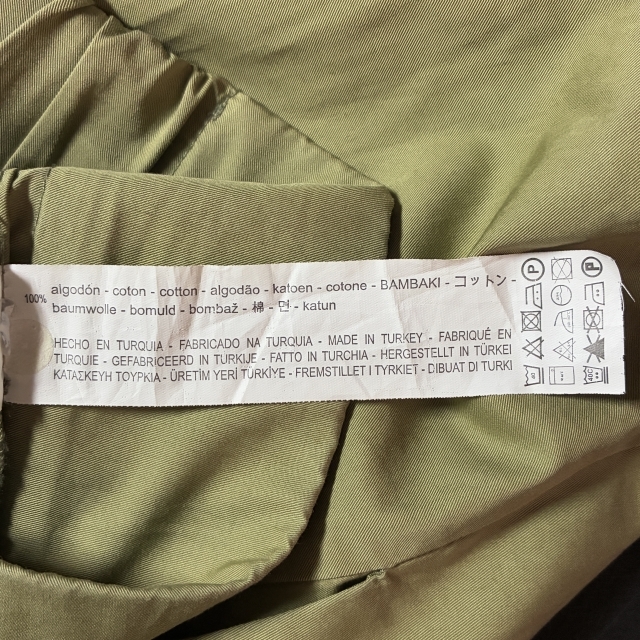 100% algodón - coton - cotton - algodão - katoen - cotone - BAMBAKI - コットン -
baumwolle - bomuld - bombaž - 棉 - 면 - katun
HECHO EN TURQUIA - FABRICADO NA TURQUIA - MADE IN TURKEY - FABRIQUÉ EN
TURQUIE - GEFABRICEERD IN TURKIJE - FATTO IN TURCHIA - HERGESTELLT IN TÜRKEI
ΚΑΤΑΣΚΕΥΗ ΤΟΥΡΚΙΑ - ÜRETİM YERİ TÜRKİYE - FREMSTILLET I TYRKIET - DIBUAT DI TURKI